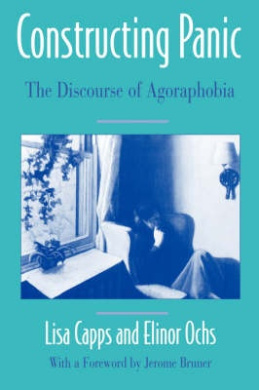 Constructing Panic
The Discourse of Agoraphobia
Lisa Capps and Elinor Ochs
With a Foreword by Jerome Bruner